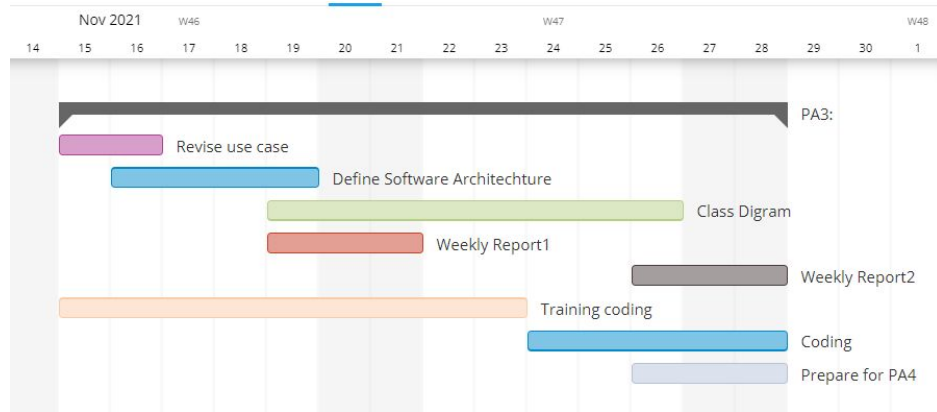 Nov 2021 W46 W47 W48
14 15 16 17 18 19 20 21 22 23 24 25 26 27 28 29 30 1
PA3:
Revise use case
Define Software Architechture
Class Digram
Weekly Report1
Weekly Report2
Training coding
Coding
Prepare for PA4